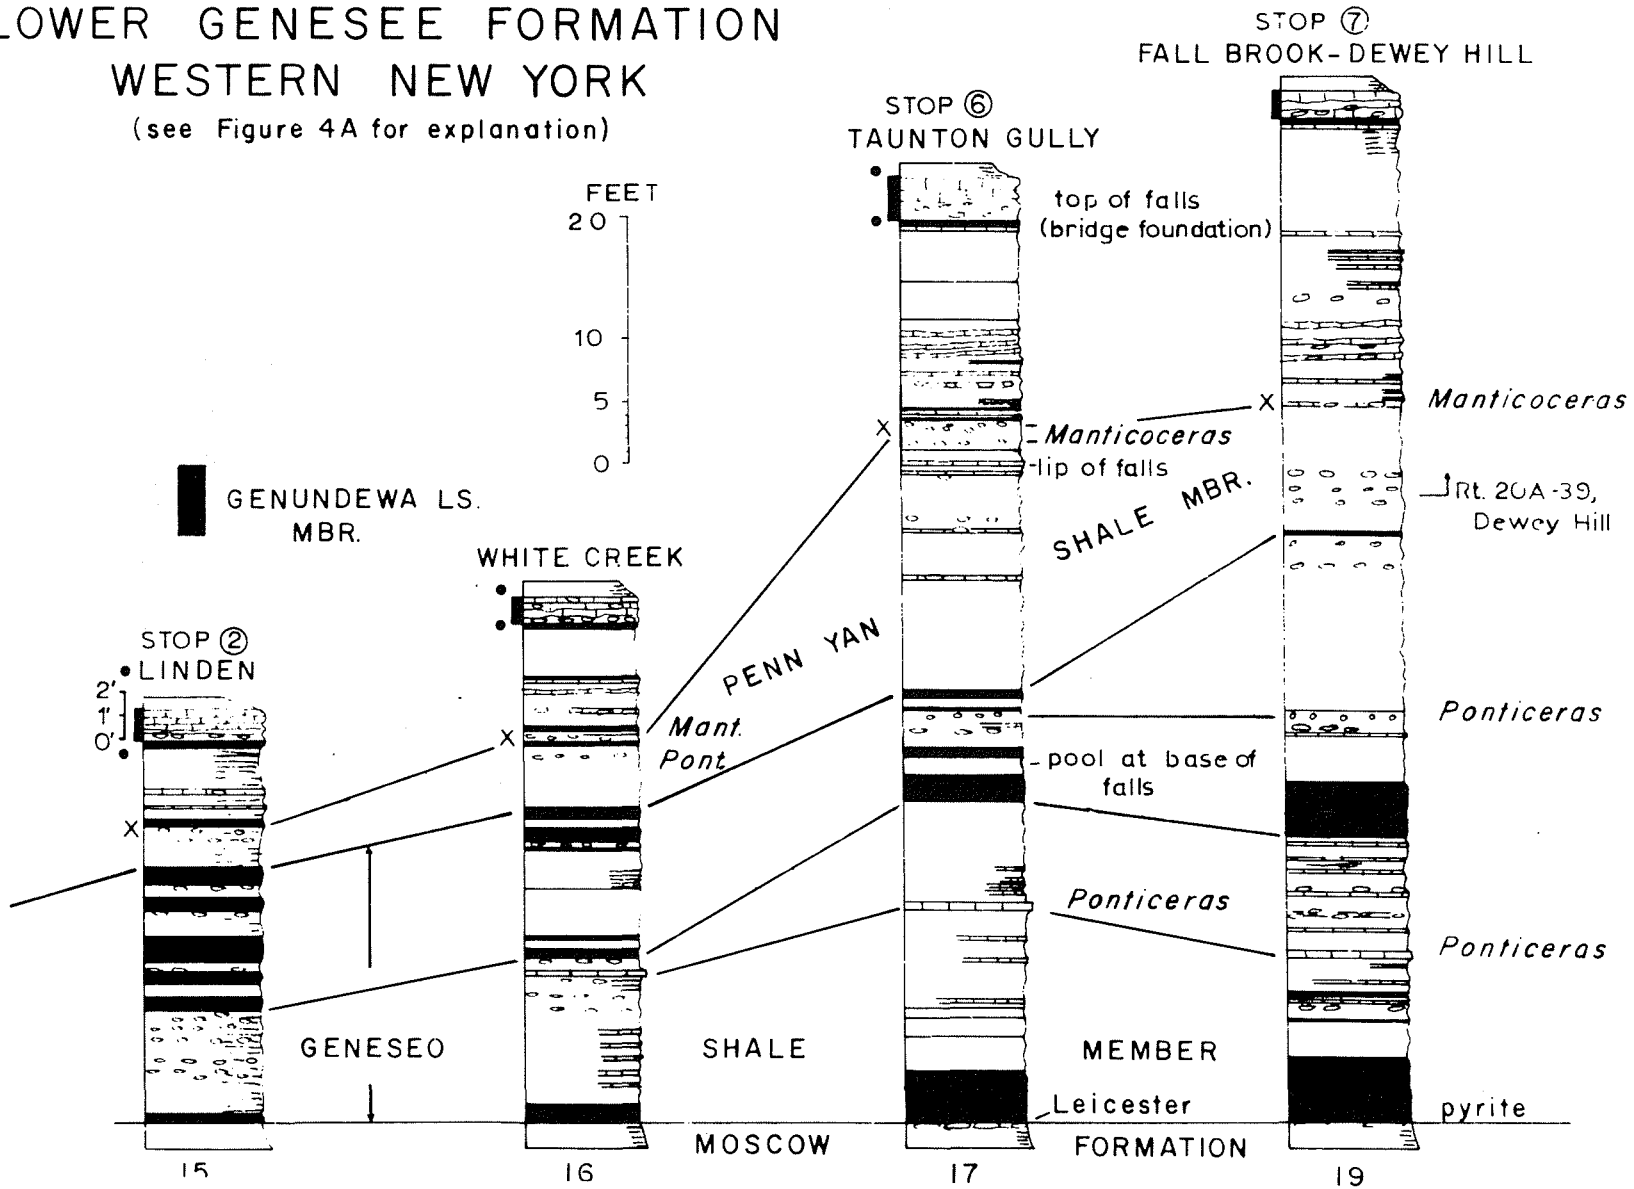 LOWER GENESEE FORMATION
WESTERN NEW YORK
(see Figure 4A for explanation)
STOP ⑦
FALL BROOK-DEWEY HILL
STOP ⑥
TAUNTON GULLY
top of falls
(bridge foundation)
FEET
20
10
5
0
GENUNDEWA LS.
MBR.
WHITE CREEK
STOP ②
LINDEN
2'
1'
0'
X
X
X
X
Manticoceras
Manticoceras
lip of falls
Rt. 20A-39,
Dewey Hill
PENN YAN SHALE MBR.
Mant.
Pont.
Ponticeras
pool at base of
falls
Ponticeras
Ponticeras
GENESEO SHALE MEMBER
Leicester pyrite
MOSCOW FORMATION
15 16 17 19